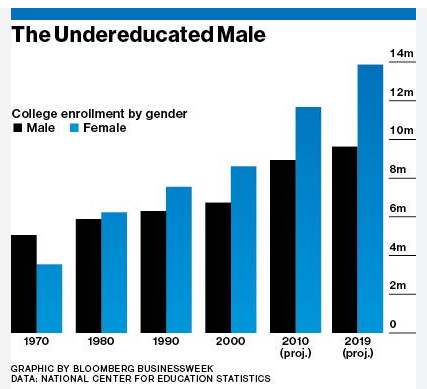 The Undereducated Male
14m
College enrollment by gender
Male Female
12m
10m
8m
6m
4m
2m
0
1970 1980 1990 2000 2010 2019
(proj.) (proj.)
GRAPHIC BY BLOOMBERG BUSINESSWEEK
DATA: NATIONAL CENTER FOR EDUCATION STATISTICS